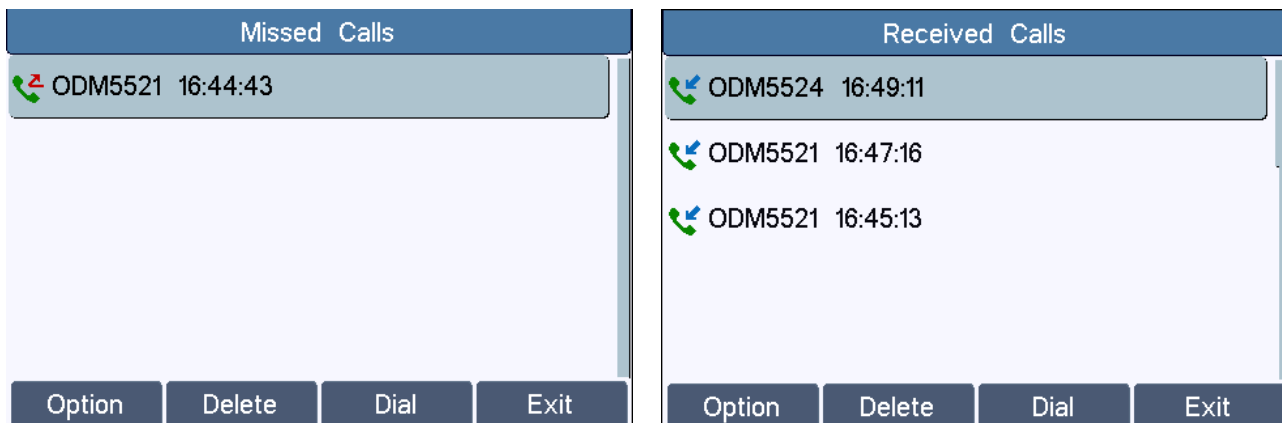 Missed Calls
ODM5521 16:44:43
Option Delete Dial Exit
Received Calls
ODM5524 16:49:11
ODM5521 16:47:16
ODM5521 16:45:13
Option Delete Dial Exit